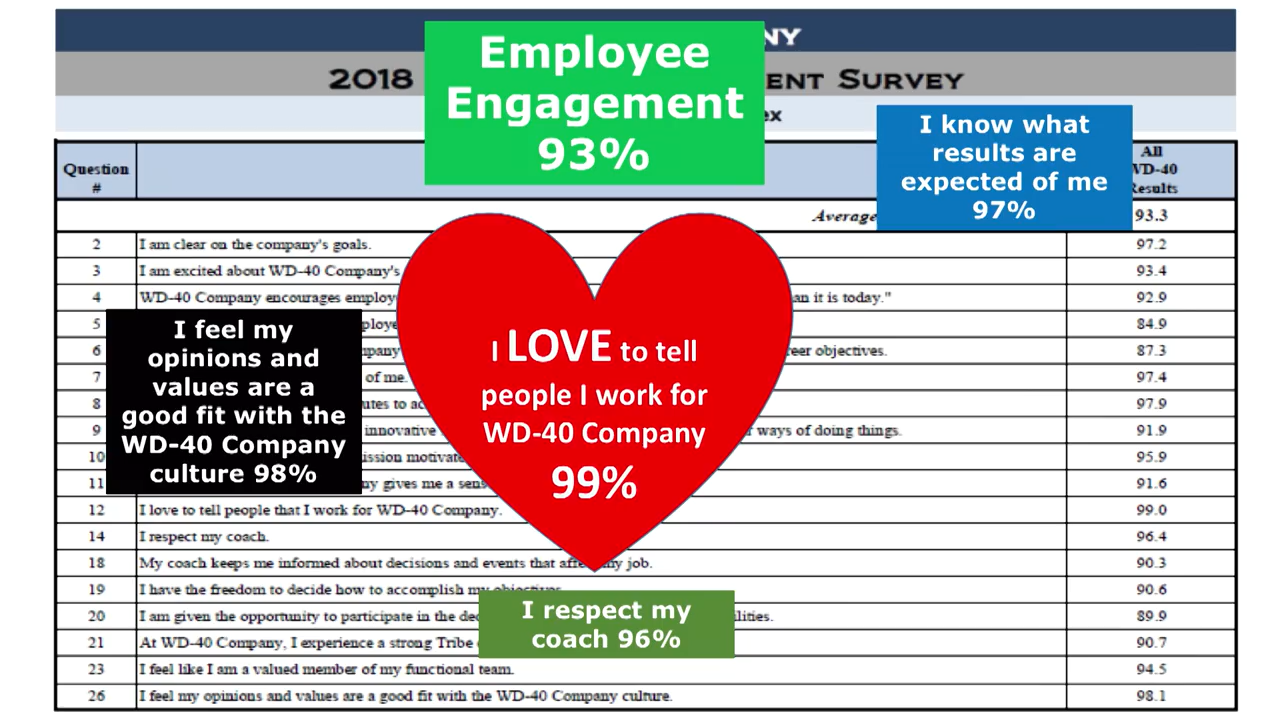 NY
2018
ENT SURVEY
ex
Employee
Engagement
93%
I know what
results are
expected of me
97%
Question
#
All
WD-40
Results
Average
93.3
2 I am clear on the company's goals. 97.2
3 I am excited about WD-40 Company's 93.4
4 WD-40 Company encourages employ an it is today." 92.9
5 ploye 84.9
6 mpany reer objectives. 87.3
7 of me. 97.4
8 utes to ac 97.9
9 innovative r ways of doing things. 91.9
10 ission motivate 95.9
11 ny gives me a sens 91.6
12 I love to tell people that I work for WD-40 Company. 99.0
14 I respect my coach. 96.4
18 My coach keeps me informed about decisions and events that affe my job. 90.3
19 I have the freedom to decide how to accomplish my objectives. 90.6
20 I am given the opportunity to participate in the dec ilities. 89.9
21 At WD-40 Company, I experience a strong Tribe 90.7
23 I feel like I am a valued member of my functional team. 94.5
26 I feel my opinions and values are a good fit with the WD-40 Company culture. 98.1
I feel my
opinions and
values are a
good fit with the
WD-40 Company
culture 98%
I LOVE to tell
people I work for
WD-40 Company
99%
I respect my
coach 96%